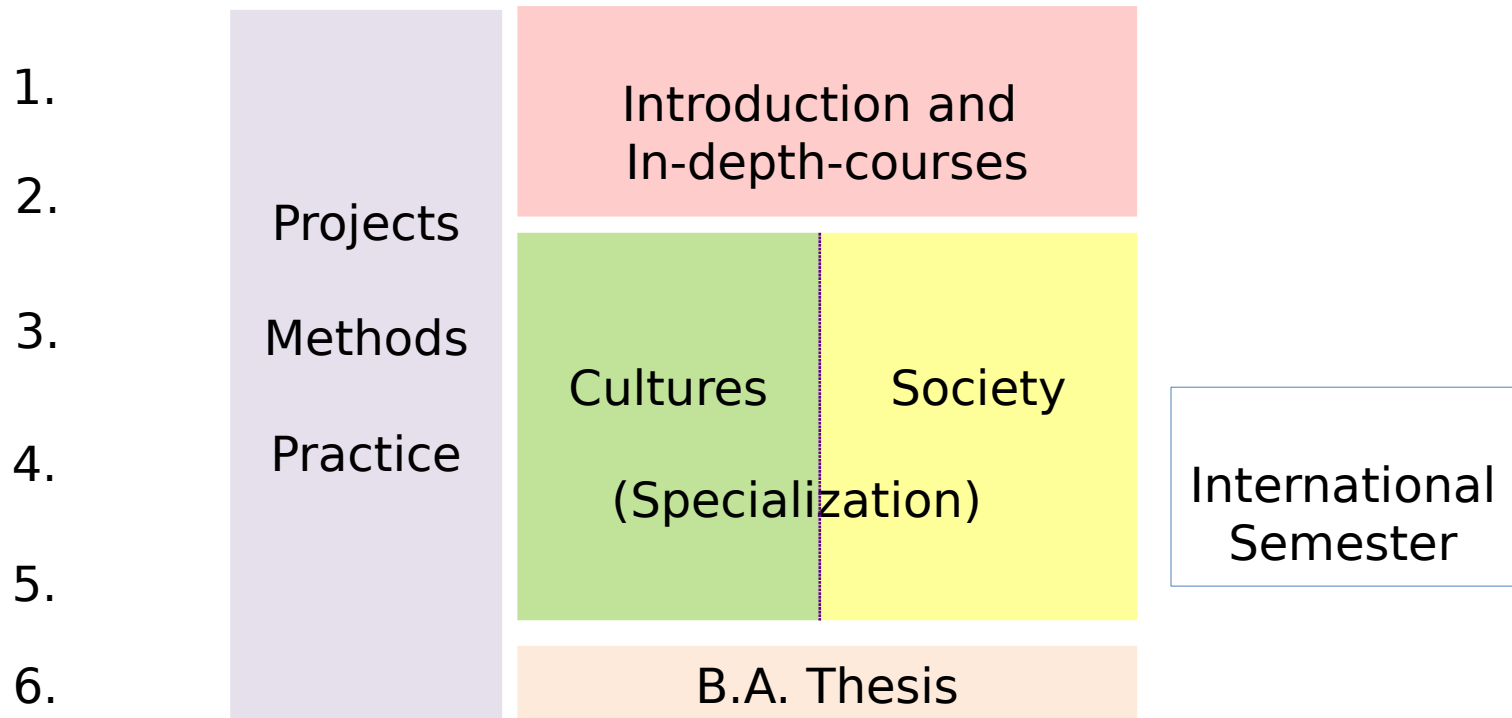 1.
2.
3.
4.
5.
6.
Projects
Methods
Practice
Introduction and
In-depth-courses
Cultures
Society
(Specialization)
B.A. Thesis
International
Semester